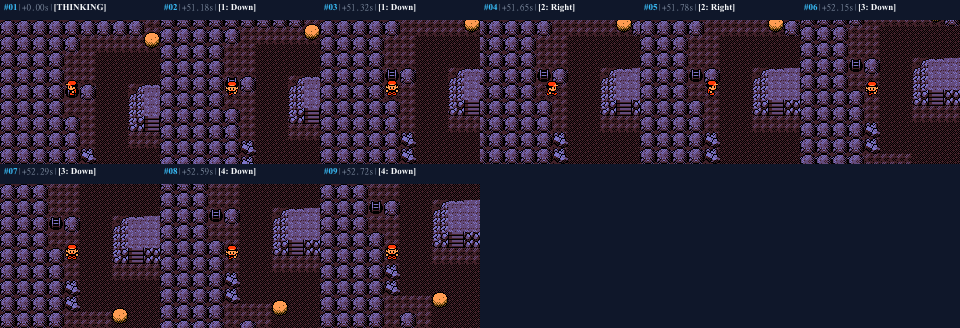 #01|+0.00s|[THINKING]
#02|+51.18s|[1: Down]
#03|+51.32s|[1: Down]
#04|+51.65s|[2: Right]
#05|+51.78s|[2: Right]
#06|+52.15s|[3: Down]
#07|+52.29s|[3: Down]
#08|+52.59s|[4: Down]
#09|+52.72s|[4: Down]